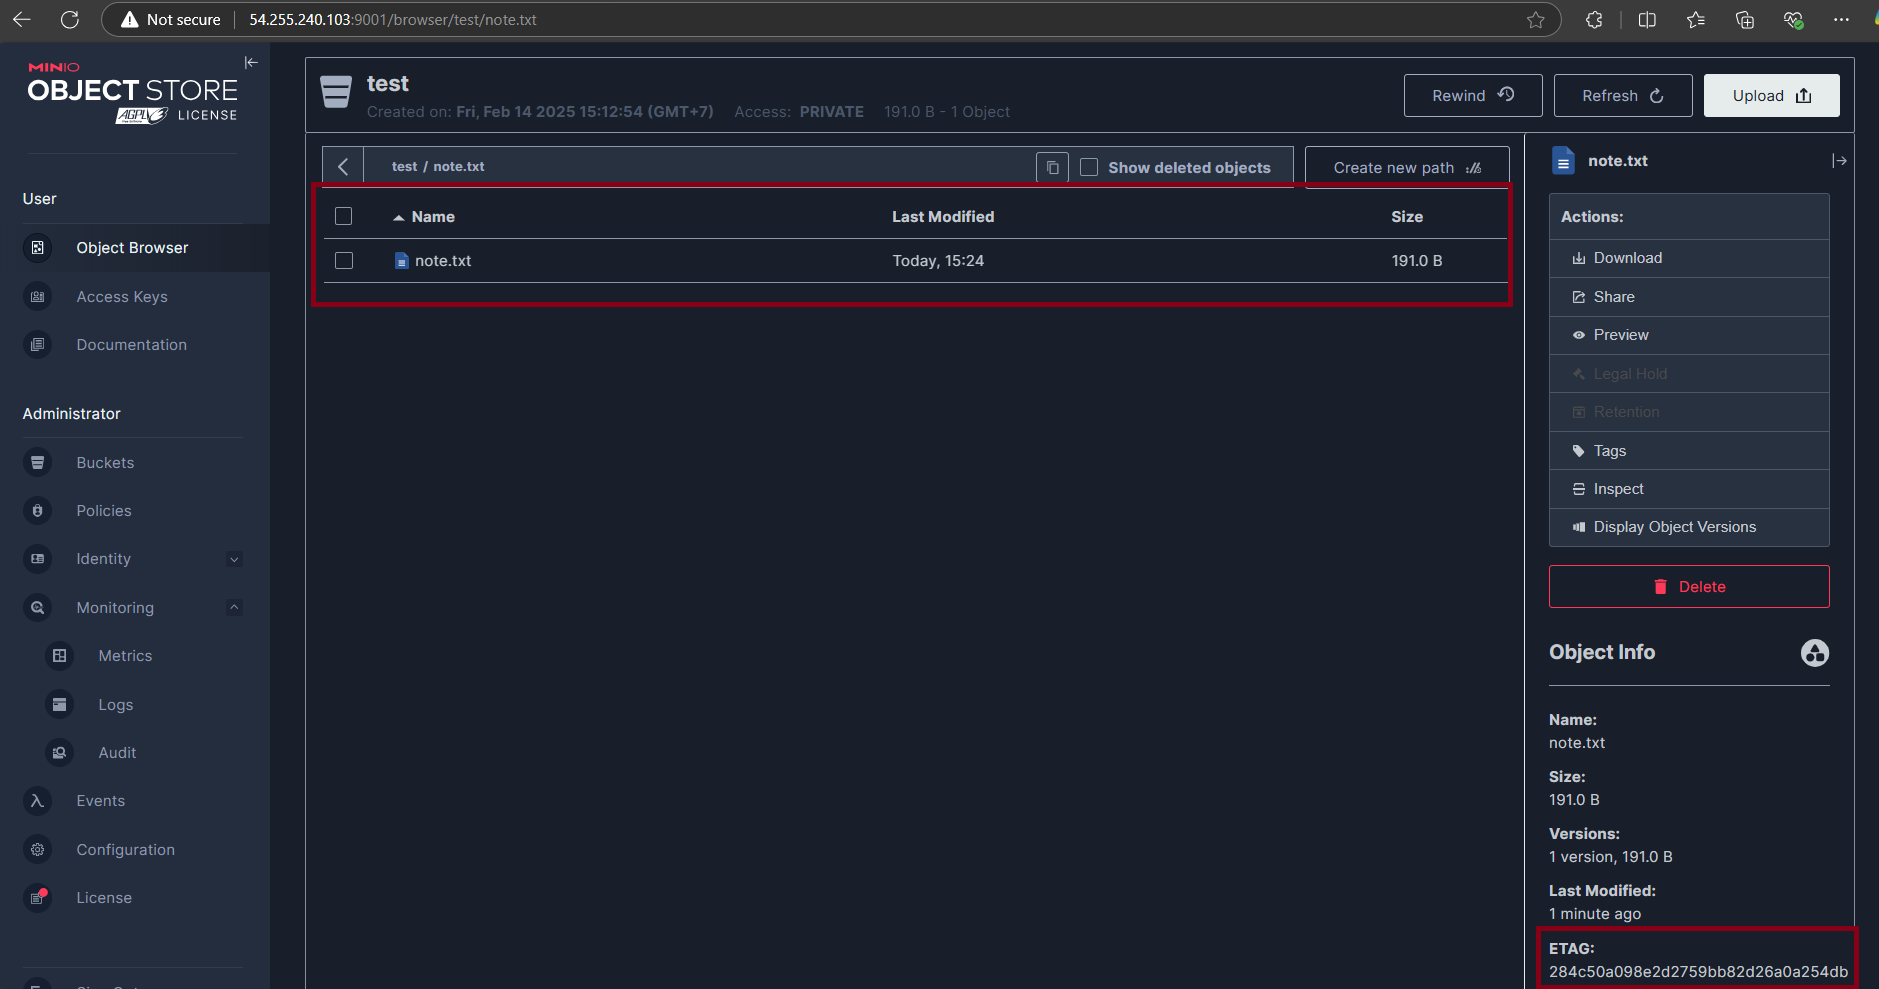 Not secure
54.255.240.103:9001/browser/test/note.txt
MINIO
OBJECT STORE
AGPLv3
LICENSE
User
Object Browser
Access Keys
Documentation
Administrator
Buckets
Policies
Identity
Monitoring
Metrics
Logs
Audit
Events
Configuration
License
test
Created on: Fri, Feb 14 2025 15:12:54 (GMT+7) Access: PRIVATE 191.0 B - 1 Object
Rewind
Refresh
Upload
test / note.txt
Show deleted objects
Create new path
Name Last Modified Size
note.txt Today, 15:24 191.0 B
note.txt
Actions:
Download
Share
Preview
Legal Hold
Retention
Tags
Inspect
Display Object Versions
Delete
Object Info
Name:
note.txt
Size:
191.0 B
Versions:
1 version, 191.0 B
Last Modified:
1 minute ago
ETAG:
284c50a098e2d2759bb82d26a0a254db